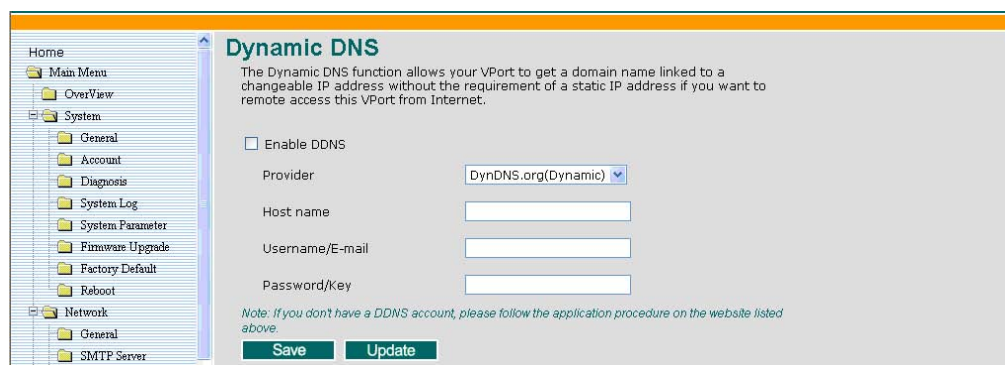 Home
Main Menu
OverView
System
General
Account
Diagnosis
System Log
System Parameter
Firmware Upgrade
Factory Default
Reboot
Network
General
SMTP Server
Dynamic DNS
The Dynamic DNS function allows your VPort to get a domain name linked to a
changeable IP address without the requirement of a static IP address if you want to
remote access this VPort from Internet.
Enable DDNS
Provider
DynDNS.org(Dynamic)
Host name
Username/E-mail
Password/Key
Note: If you don't have a DDNS account, please follow the application procedure on the website listed
above.
Save
Update